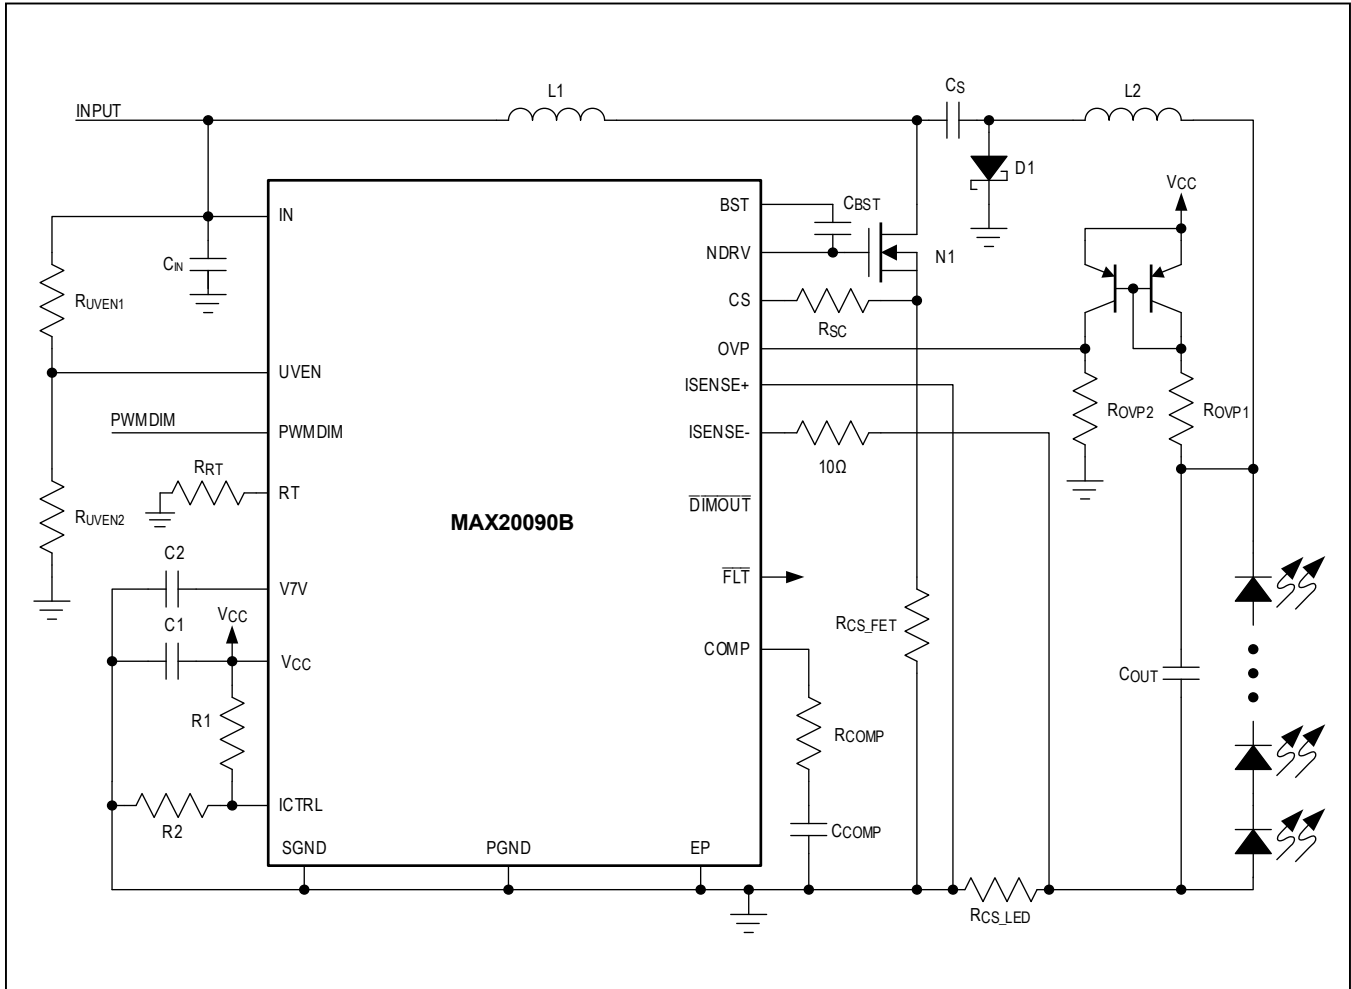 L1
CS
L2
INPUT
D1
VCC
IN
BST
CBST
CIN
NDRV
N1
RUVEN1
CS
RSC
OVP
UVEN
ISENSE+
ROVP2
ROVP1
PWMDIM
PWMDIM
ISENSE-
10Ω
RRT
RT
RUVEN2
MAX20090B
DIMOUT
C2
V7V
FLT
C1
VCC
RCS_FET
VCC
COMP
COUT
R1
RCOMP
ICTRL
R2
CCOMP
SGND
PGND
EP
RCS_LED